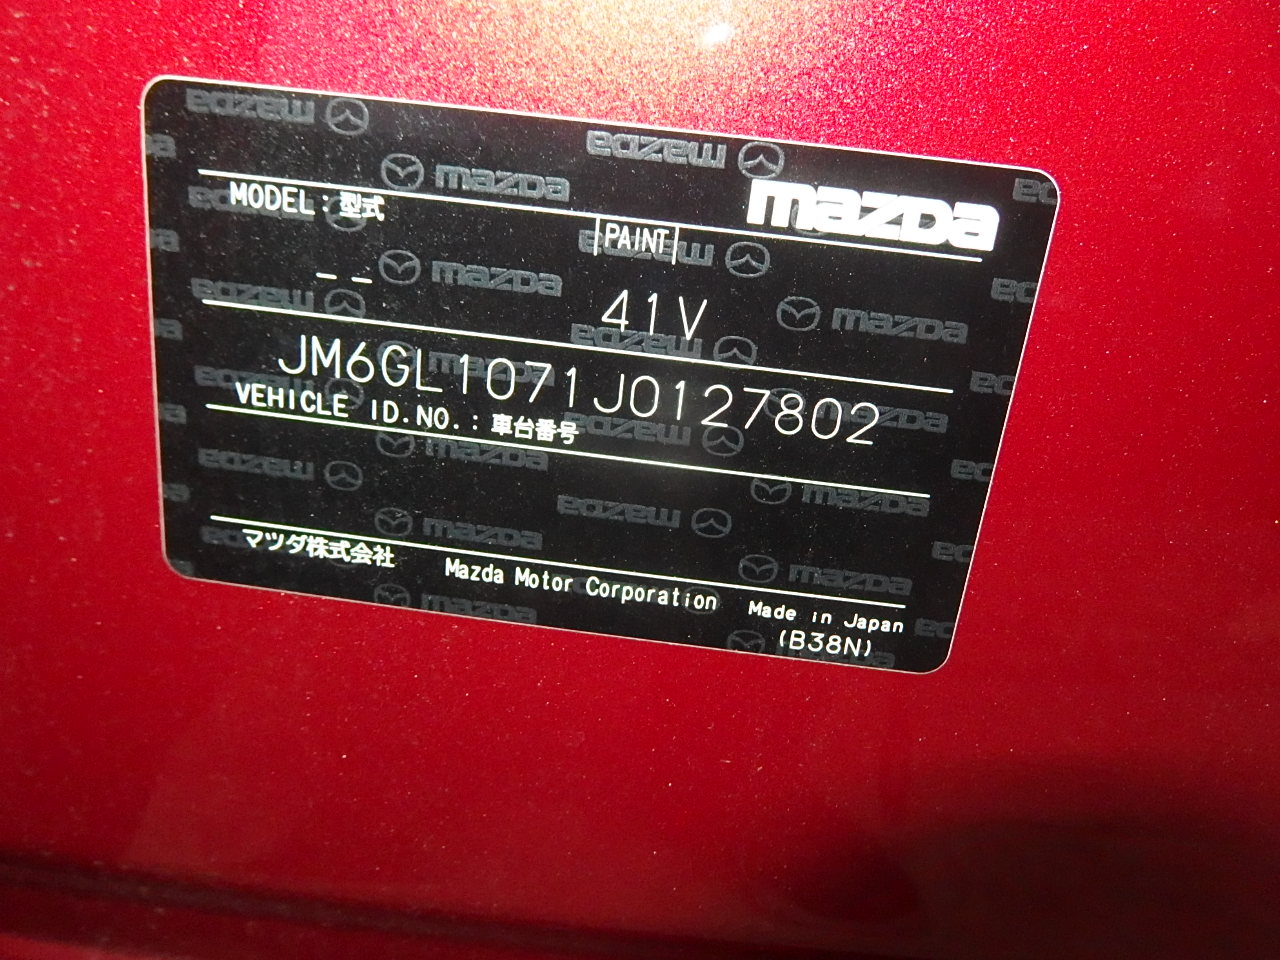 mazda
MODEL:型式
PAINT
--
41V
JM6GL1071J0127802
VEHICLE ID.NO.:車台番号
マツダ株式会社 Mazda Motor Corporation Made in Japan
(B38N)